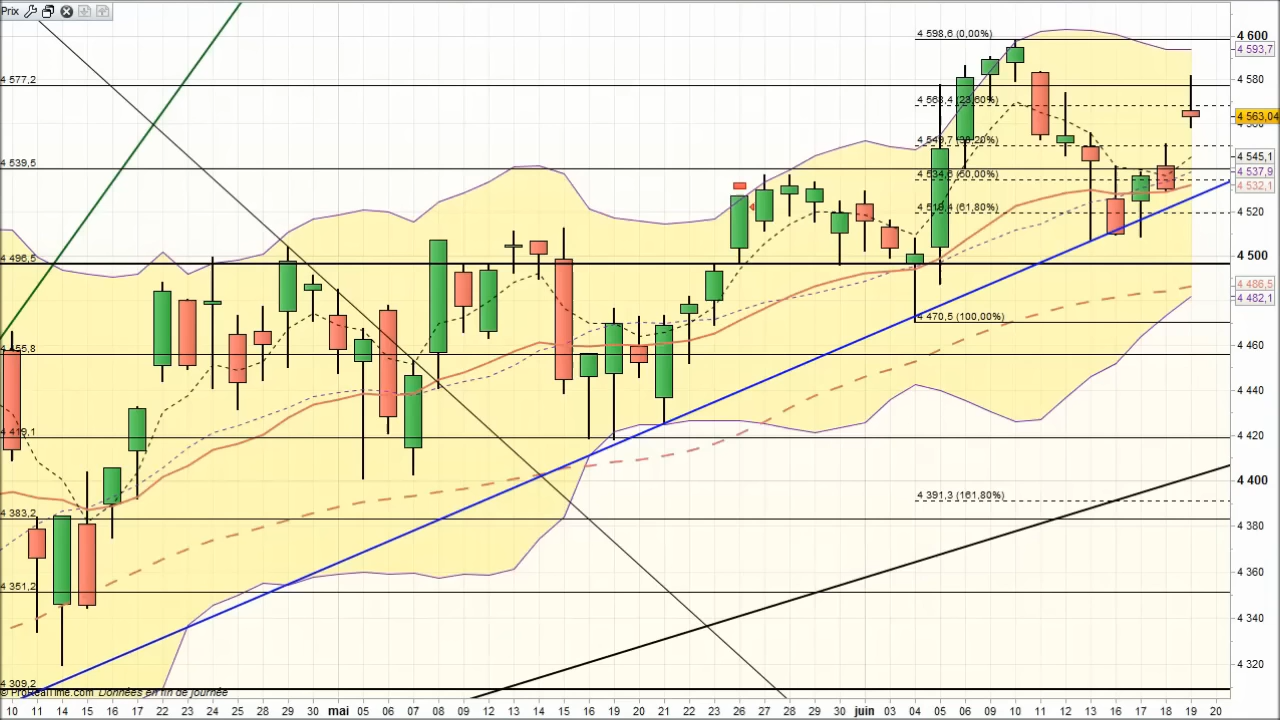 Prix
4 598,6 (0,00%)
4 600
4 593,7
4 577,2
4 580
4 568,4 (23,60%)
4 563,04
4 560
4 549,7 (38,20%)
4 545,1
4 539,5
4 537,9
4 534,6 (50,00%)
4 532,1
4 519,4 (61,80%)
4 520
4 496,5
4 500
4 486,5
4 482,1
4 470,5 (100,00%)
4 455,8
4 460
4 440
4 419,1
4 420
4 391,3 (161,80%)
4 400
4 383,2
4 380
4 351,2
4 360
4 340
4 320
4 309,2
© ProRealTime.com Données en fin de journée
10 11 14 15 16 17 22 23 24 25 28 29 30 mai 05 06 07 08 09 12 13 14 15 16 19 20 21 22 23 26 27 28 29 30 juin 03 04 05 06 09 10 11 12 13 16 17 18 19 20